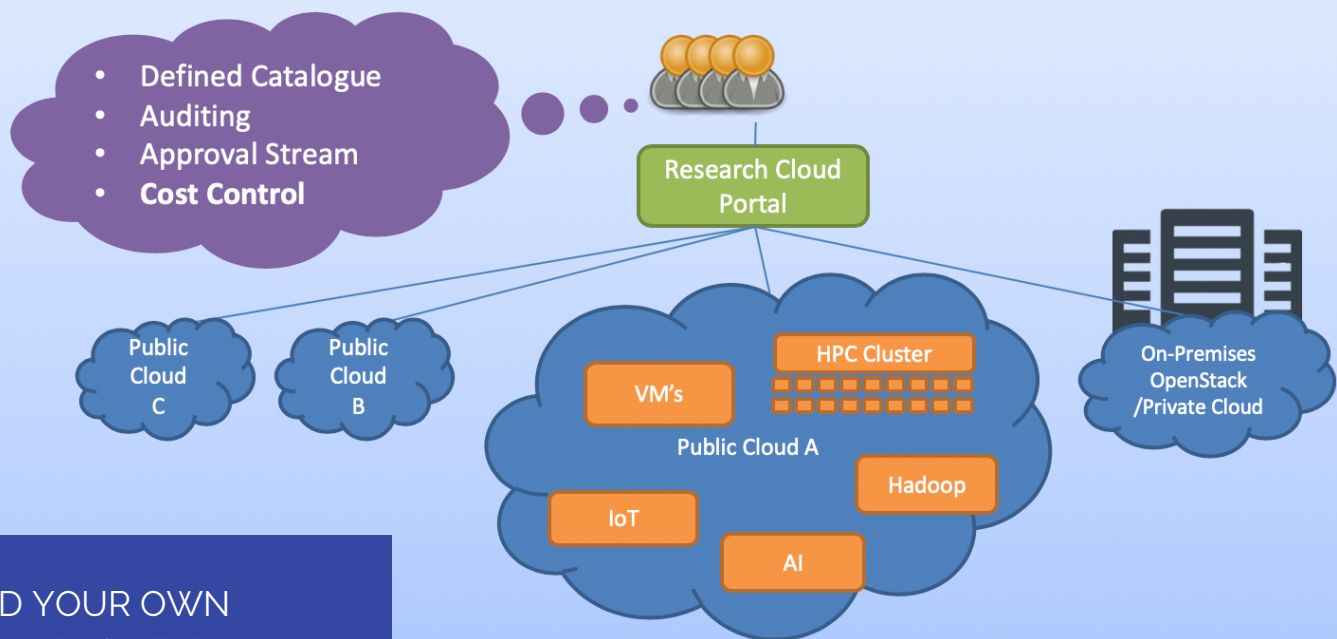 • Defined Catalogue
• Auditing
• Approval Stream
• Cost Control
Research Cloud
Portal
Public
Cloud
C
Public
Cloud
B
HPC Cluster
VM's
Public Cloud A
Hadoop
IoT
AI
On-Premises
OpenStack
/Private Cloud
D YOUR OWN